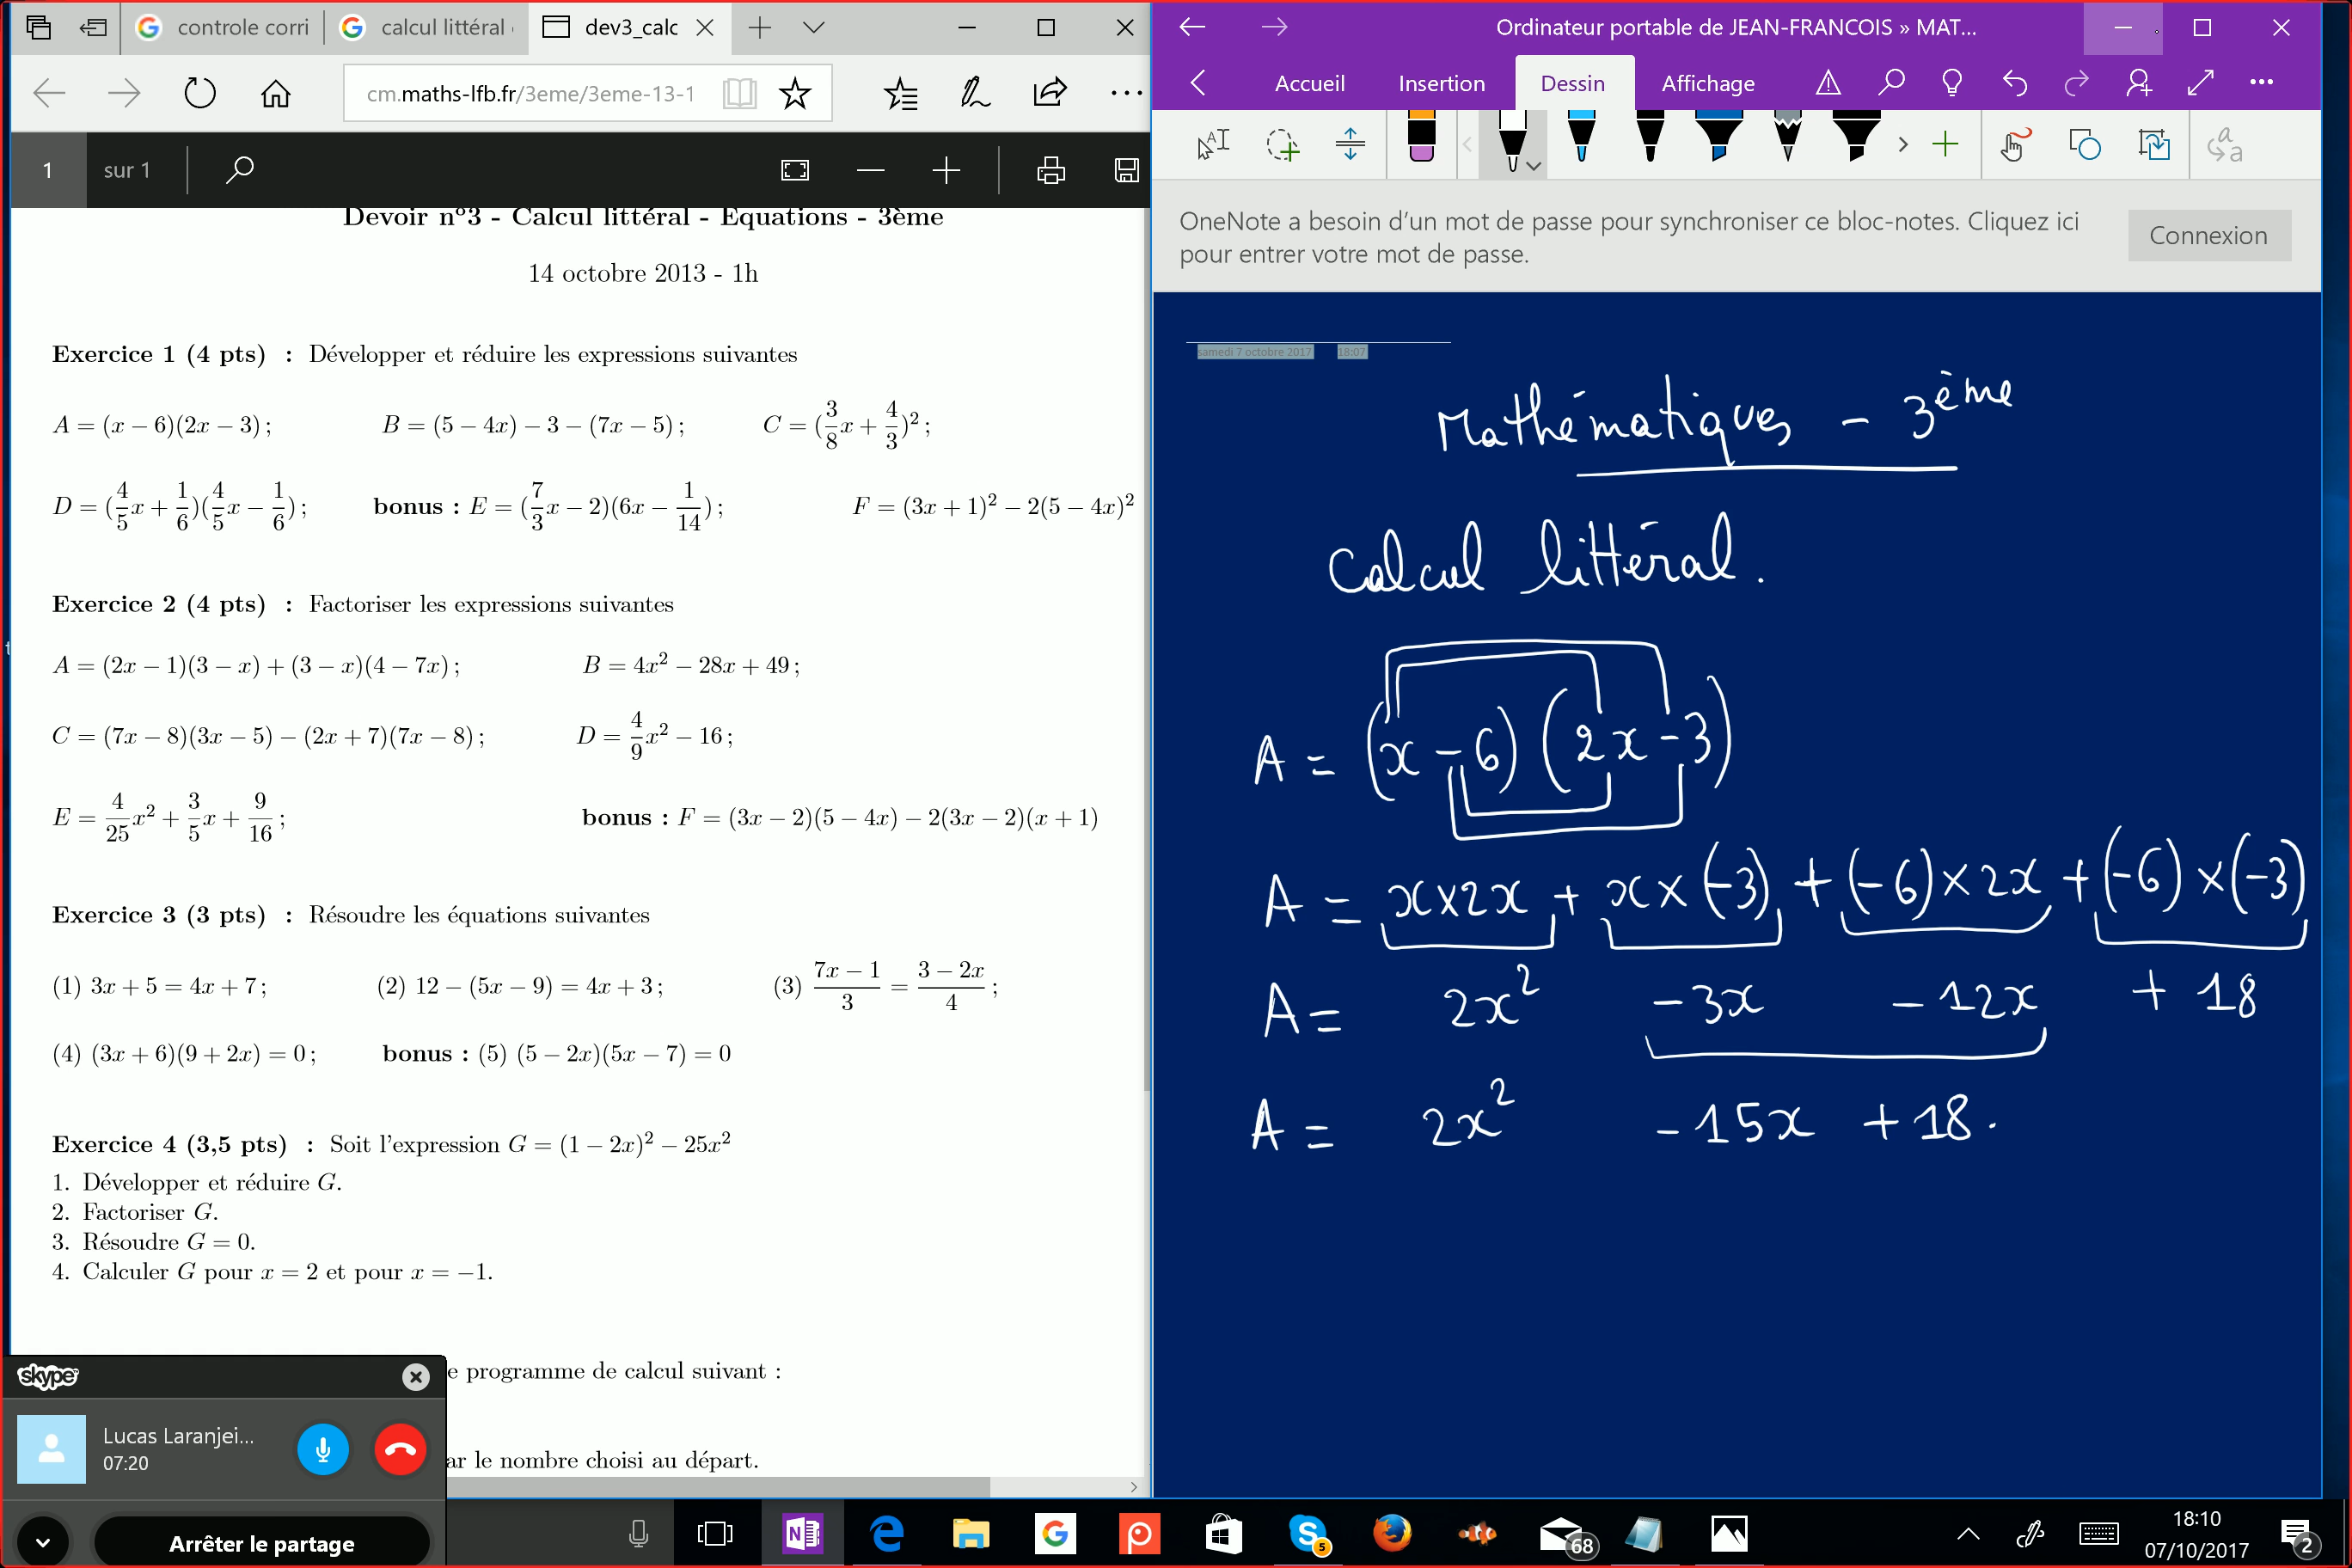 controle corri
calcul littéral
dev3_calc
cm.maths-lfb.fr/3eme/3eme-13-1
1 sur 1
Devoir n°3 - Calcul littéral - Equations - 3ème
14 octobre 2013 - 1h
Exercice 1 (4 pts) : Développer et réduire les expressions suivantes
A = (x − 6)(2x − 3) ; B = (5 − 4x) − 3 − (7x − 5) ; C = (3/8x + 4/3)² ;
D = (4/5x + 1/6)(4/5x − 1/6) ; bonus : E = (7/3x − 2)(6x − 1/14) ; F = (3x + 1)² − 2(5 − 4x)²
Exercice 2 (4 pts) : Factoriser les expressions suivantes
A = (2x − 1)(3 − x) + (3 − x)(4 − 7x) ; B = 4x² − 28x + 49 ;
C = (7x − 8)(3x − 5) − (2x + 7)(7x − 8) ; D = 4/9x² − 16 ;
E = 4/25x² + 3/5x + 9/16 ; bonus : F = (3x − 2)(5 − 4x) − 2(3x − 2)(x + 1)
Exercice 3 (3 pts) : Résoudre les équations suivantes
(1) 3x + 5 = 4x + 7 ; (2) 12 − (5x − 9) = 4x + 3 ; (3) (7x − 1)/3 = (3 − 2x)/4 ;
(4) (3x + 6)(9 + 2x) = 0 ; bonus : (5) (5 − 2x)(5x − 7) = 0
Exercice 4 (3,5 pts) : Soit l'expression G = (1 − 2x)² − 25x²
1. Développer et réduire G.
2. Factoriser G.
3. Résoudre G = 0.
4. Calculer G pour x = 2 et pour x = −1.
e programme de calcul suivant :
ar le nombre choisi au départ.
skype
Lucas Laranjei...
07:20
Arrêter le partage
Ordinateur portable de JEAN-FRANCOIS » MAT...
Accueil Insertion Dessin Affichage
OneNote a besoin d'un mot de passe pour synchroniser ce bloc-notes. Cliquez ici
pour entrer votre mot de passe.
Connexion
samedi 7 octobre 2017 18:07
Mathématiques - 3ème
Calcul littéral.
A = (x - 6)(2x - 3)
A = x×2x + x×(-3) + (-6)×2x + (-6)×(-3)
A = 2x² -3x -12x + 18
A = 2x² -15x +18.
5
68
18:10
07/10/2017
2